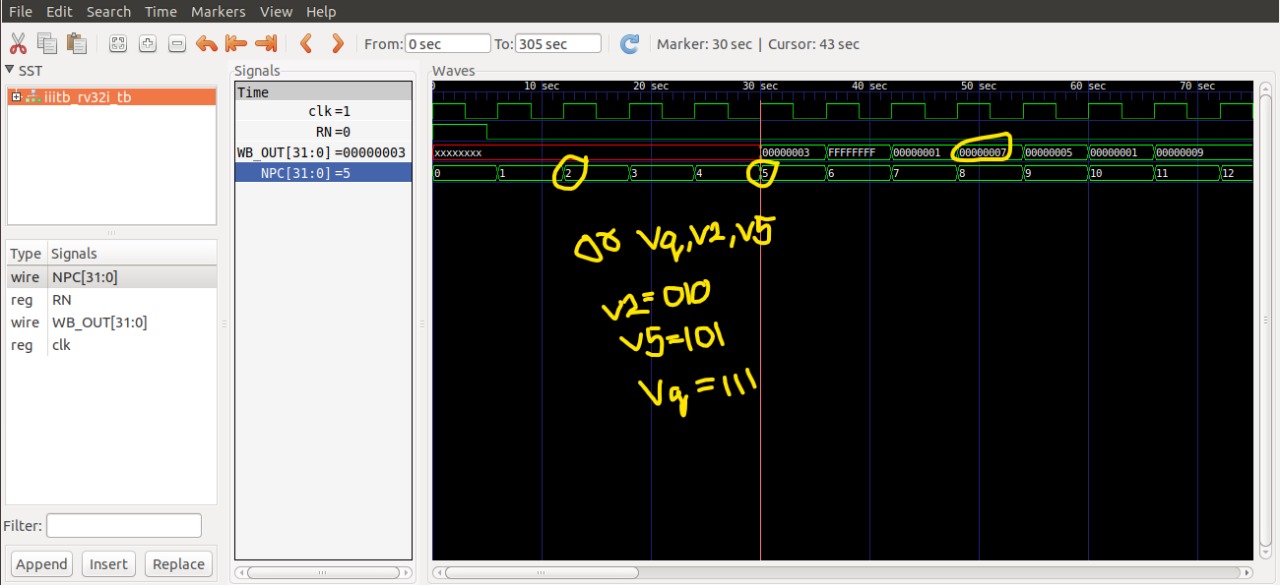 File Edit Search Time Markers View Help
From: 0 sec To: 305 sec Marker: 30 sec | Cursor: 43 sec
SST
iiitb_rv32i_tb
Type Signals
wire NPC[31:0]
reg RN
wire WB_OUT[31:0]
reg clk
Filter:
Append Insert Replace
Signals
Time
clk=1
RN=0
WB_OUT[31:0]=00000003
NPC[31:0]=5
Waves
0 10 sec 20 sec 30 sec 40 sec 50 sec 60 sec 70 sec
xxxxxxxx 00000003 FFFFFFFF 00000001 00000007 00000005 00000001 00000009
0 1 2 3 4 5 6 7 8 9 10 11 12
or vq,v2,v5
v2=010
v5=101
vq=111